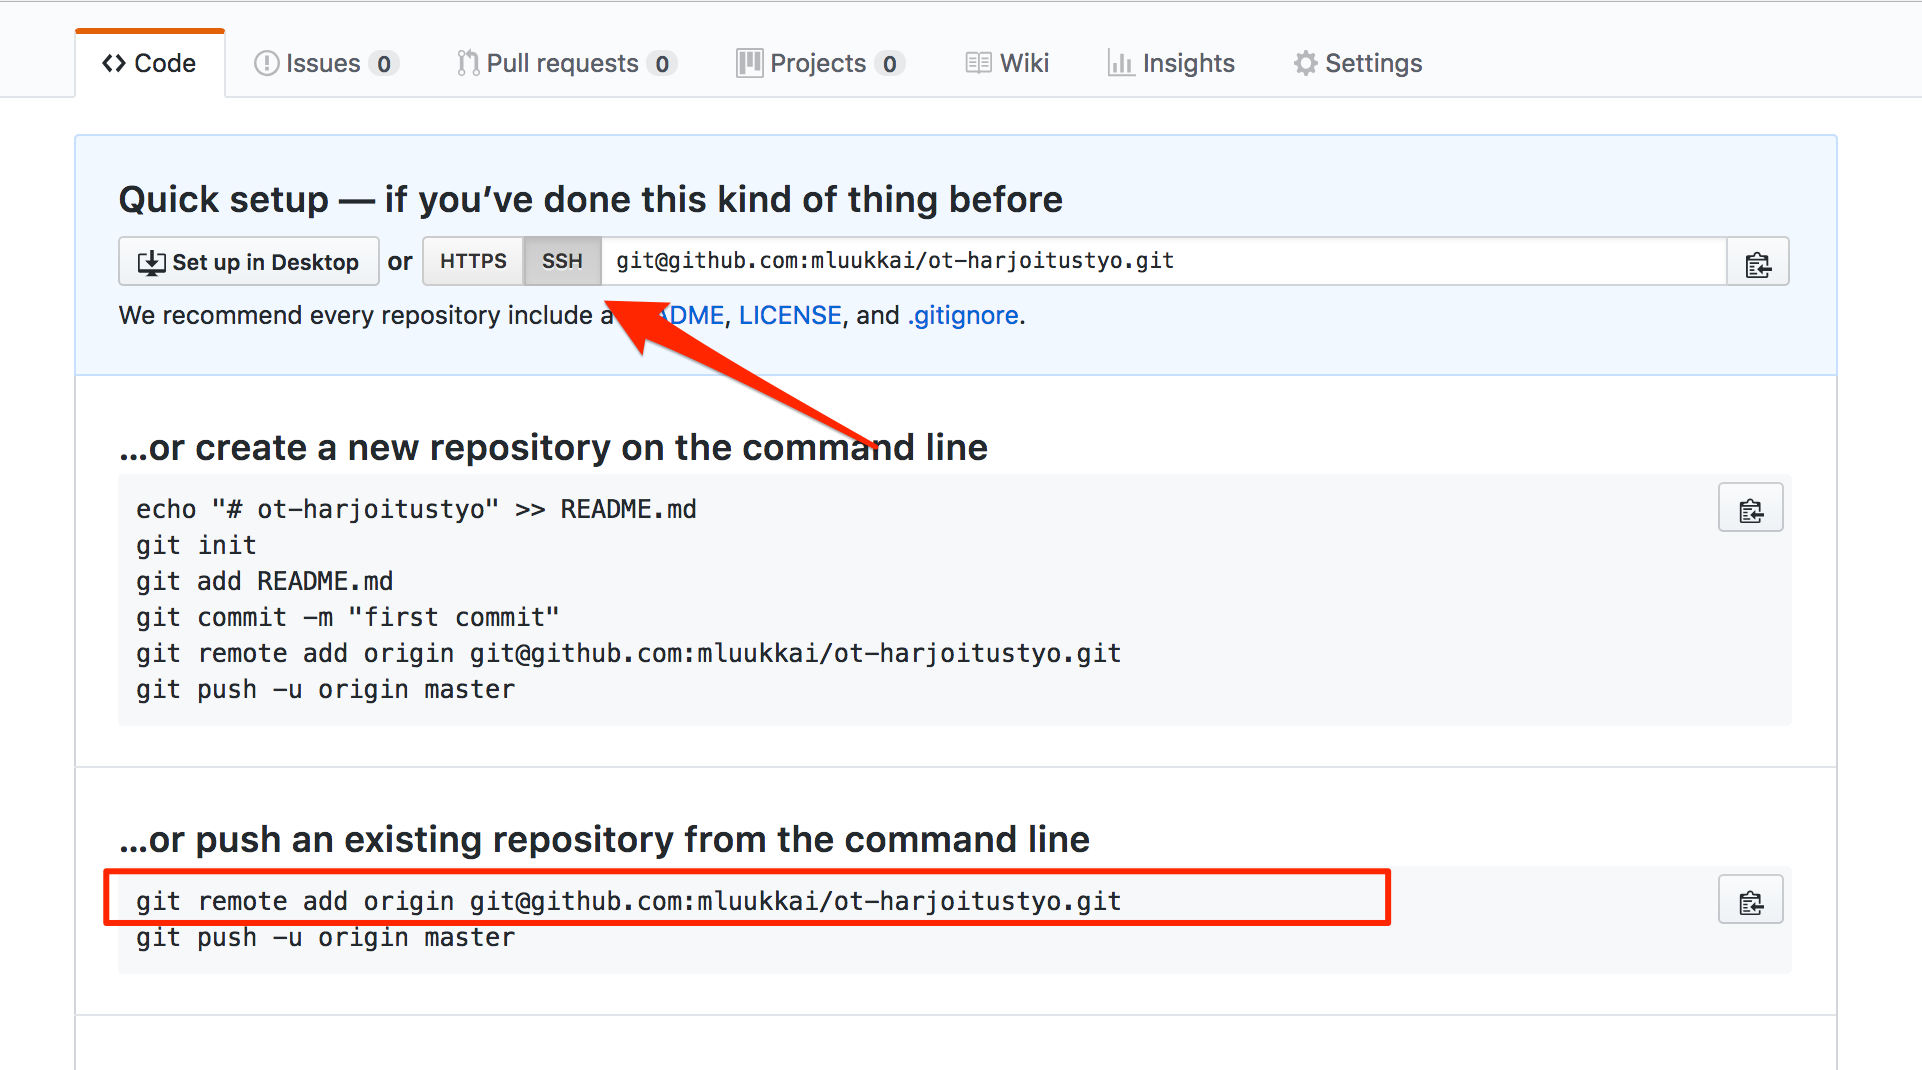 Code Issues 0 Pull requests 0 Projects 0 Wiki Insights Settings
Quick setup — if you’ve done this kind of thing before
Set up in Desktop or HTTPS SSH git@github.com:mluukkai/ot-harjoitustyo.git
We recommend every repository include a ADME, LICENSE, and .gitignore.
...or create a new repository on the command line
echo "# ot-harjoitustyo" >> README.md
git init
git add README.md
git commit -m "first commit"
git remote add origin git@github.com:mluukkai/ot-harjoitustyo.git
git push -u origin master
...or push an existing repository from the command line
git remote add origin git@github.com:mluukkai/ot-harjoitustyo.git
git push -u origin master